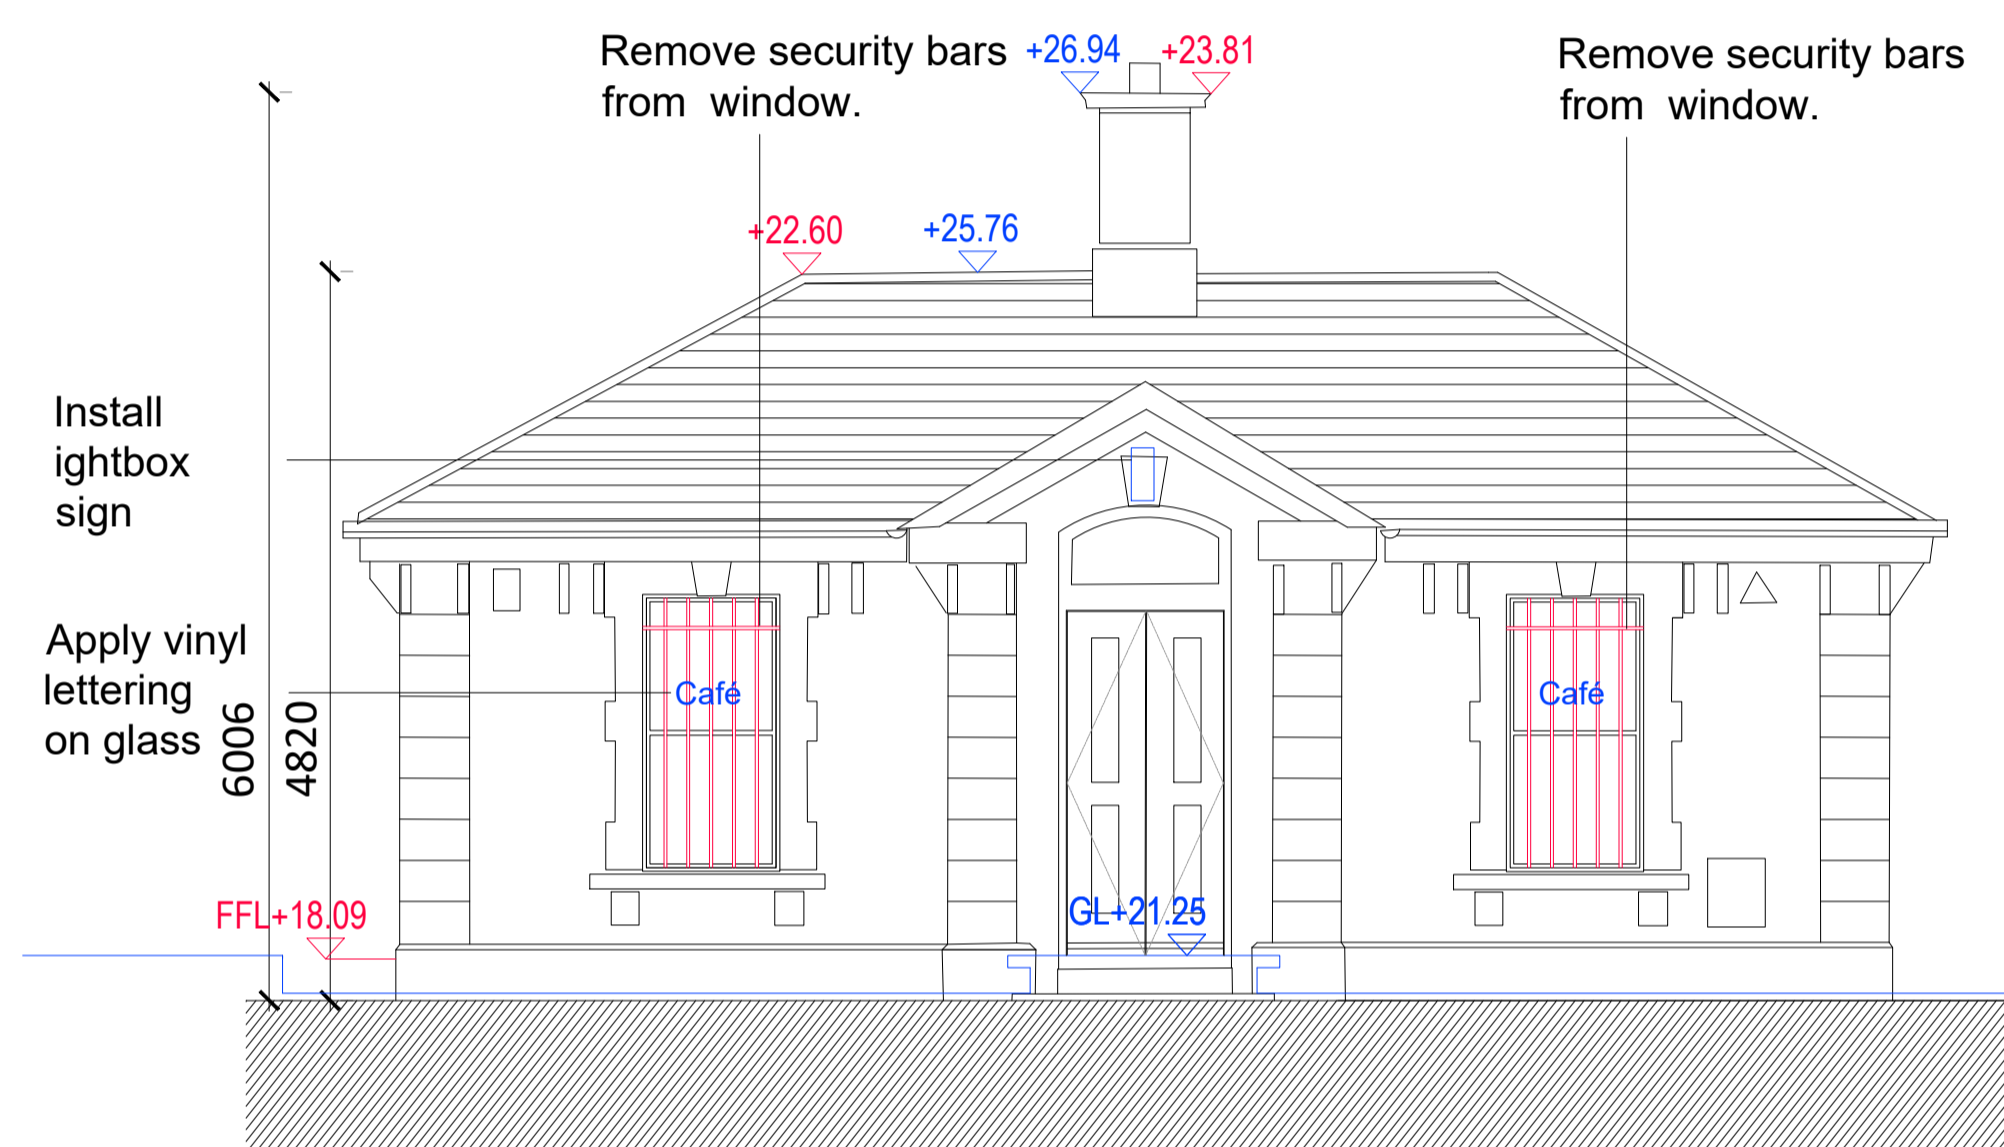 Remove security bars
from window.
+26.94
+23.81
Remove security bars
from window.
+22.60
+25.76
Install
ightbox
sign
Apply vinyl
lettering
on glass
6006
4820
Café
Café
FFL+18.09
GL+21.25